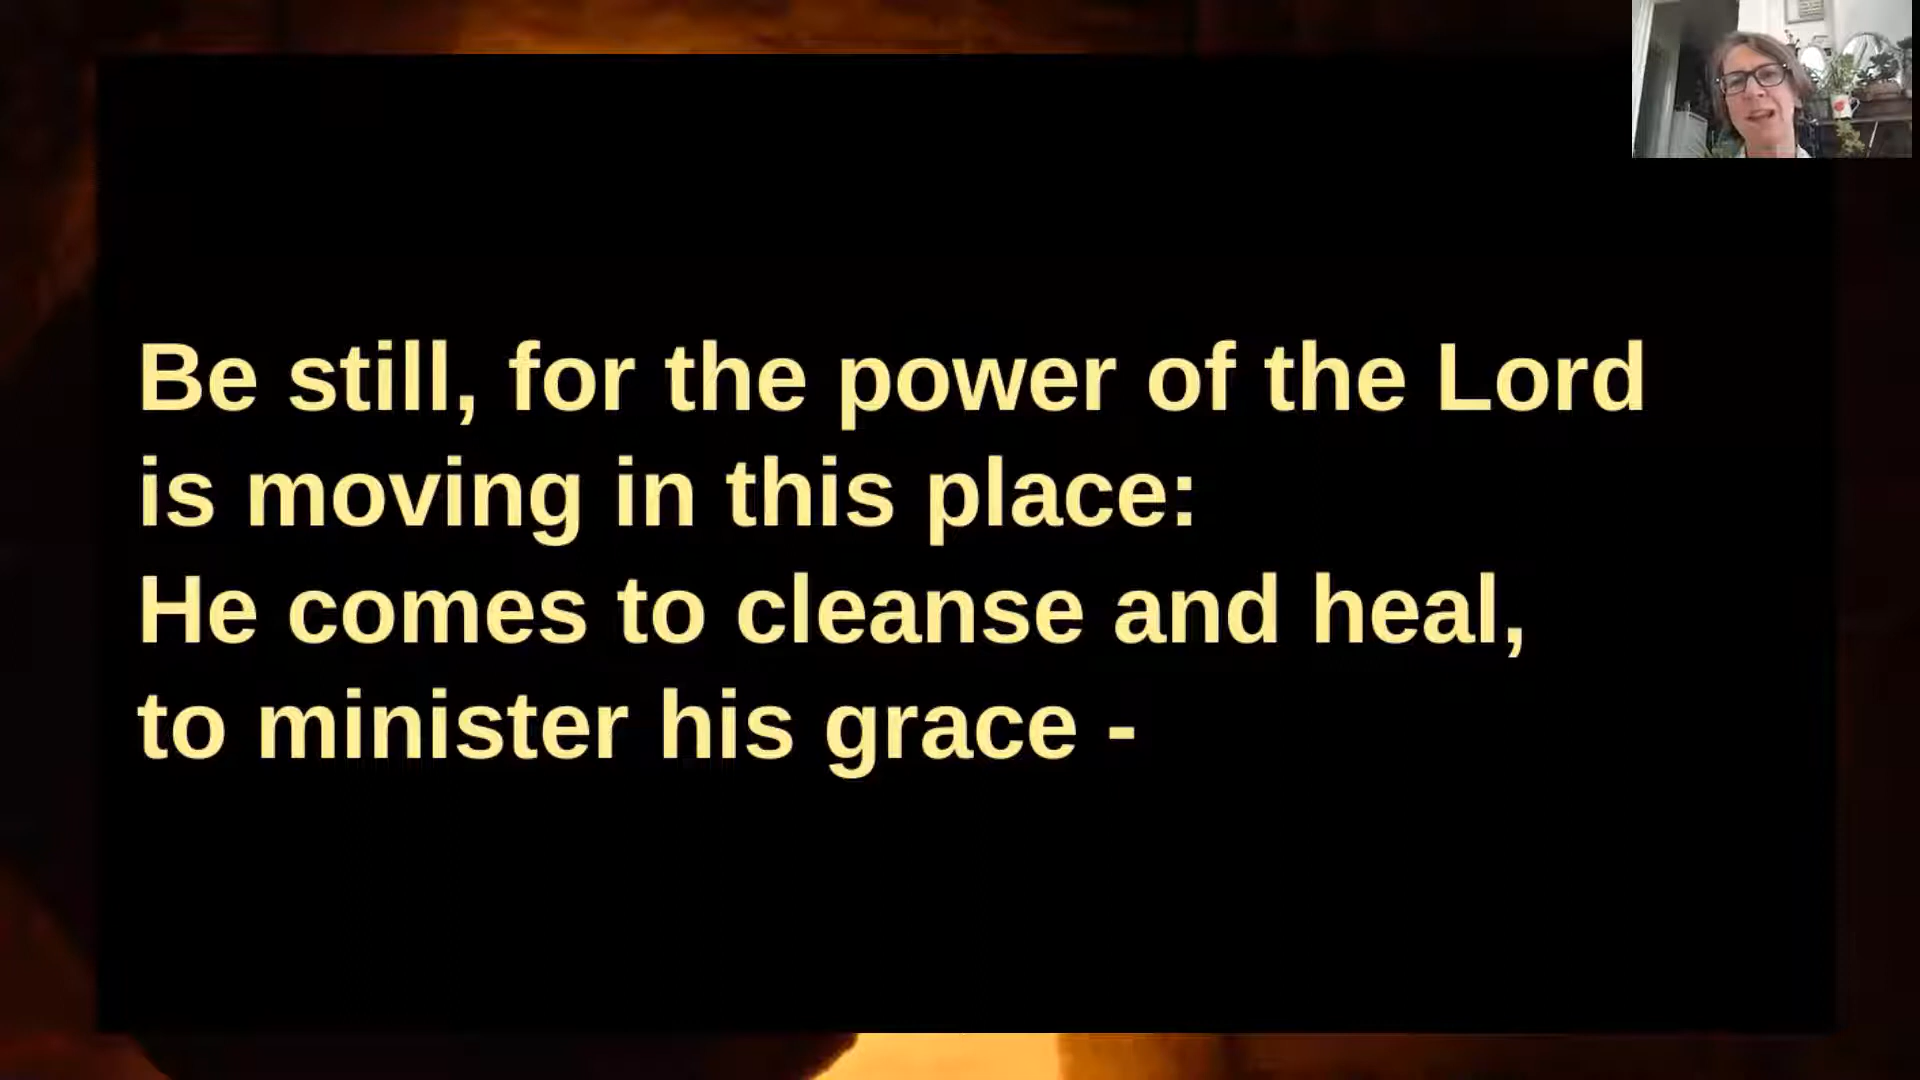 Be still, for the power of the Lord
is moving in this place:
He comes to cleanse and heal,
to minister his grace -